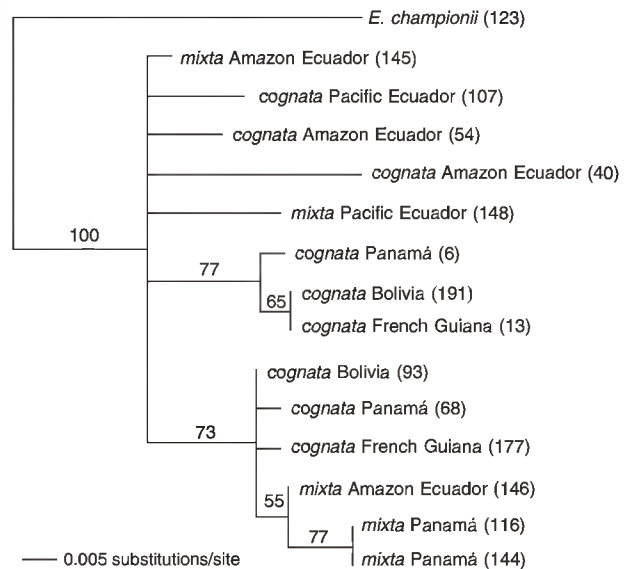 E. championii (123)
mixta Amazon Ecuador (145)
cognata Pacific Ecuador (107)
cognata Amazon Ecuador (54)
cognata Amazon Ecuador (40)
mixta Pacific Ecuador (148)
100
cognata Panamá (6)
77
65
cognata Bolivia (191)
cognata French Guiana (13)
cognata Bolivia (93)
cognata Panamá (68)
73
cognata French Guiana (177)
mixta Amazon Ecuador (146)
55
mixta Panamá (116)
77
mixta Panamá (144)
0.005 substitutions/site